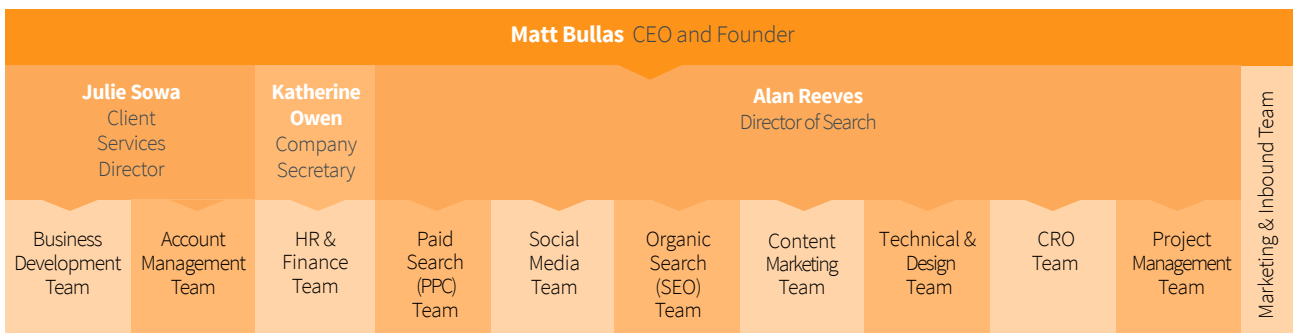 Matt Bullas CEO and Founder
Julie Sowa
Client
Services
Director
Katherine
Owen
Company
Secretary
Alan Reeves
Director of Search
Business
Development
Team
Account
Management
Team
HR &
Finance
Team
Paid
Search
(PPC)
Team
Social
Media
Team
Organic
Search
(SEO)
Team
Content
Marketing
Team
Technical &
Design
Team
CRO
Team
Project
Management
Team
Marketing & Inbound Team